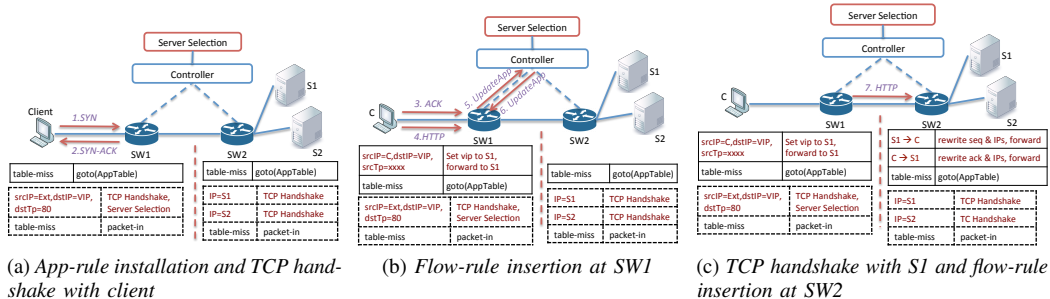 Server Selection
Controller
S1
Client
1.SYN
2.SYN-ACK
SW1
SW2
S2
table-miss goto(AppTable)
srcIP=Ext,dstIP=VIP, dstTp=80 TCP Handshake, Server Selection
table-miss packet-in
table-miss goto(AppTable)
IP=S1 TCP Handshake
IP=S2 TCP Handshake
table-miss packet-in
(a) App-rule installation and TCP hand-
shake with client
Server Selection
Controller
5. UpdateApp
6. UpdateApp
S1
C
3. ACK
4.HTTP
SW1
SW2
S2
srcIP=C,dstIP=VIP, srcTp=xxxx Set vip to S1, forward to S1
table-miss goto(AppTable)
srcIP=Ext,dstIP=VIP, dstTp=80 TCP Handshake, Server Selection
table-miss packet-in
table-miss goto(AppTable)
IP=S1 TCP Handshake
IP=S2 TCP Handshake
table-miss packet-in
(b) Flow-rule insertion at SW1
Server Selection
Controller
S1
C
7. HTTP
SW1
SW2
S2
srcIP=C,dstIP=VIP, srcTp=xxxx Set vip to S1, forward to S1
table-miss goto(AppTable)
srcIP=Ext,dstIP=VIP, dstTp=80 TCP Handshake, Server Selection
table-miss packet-in
S1 → C rewrite seq & IPs, forward
C → S1 rewrite ack & IPs, forward
table-miss goto(AppTable)
IP=S1 TCP Handshake
IP=S2 TC Handshake
table-miss packet-in
(c) TCP handshake with S1 and flow-rule
insertion at SW2